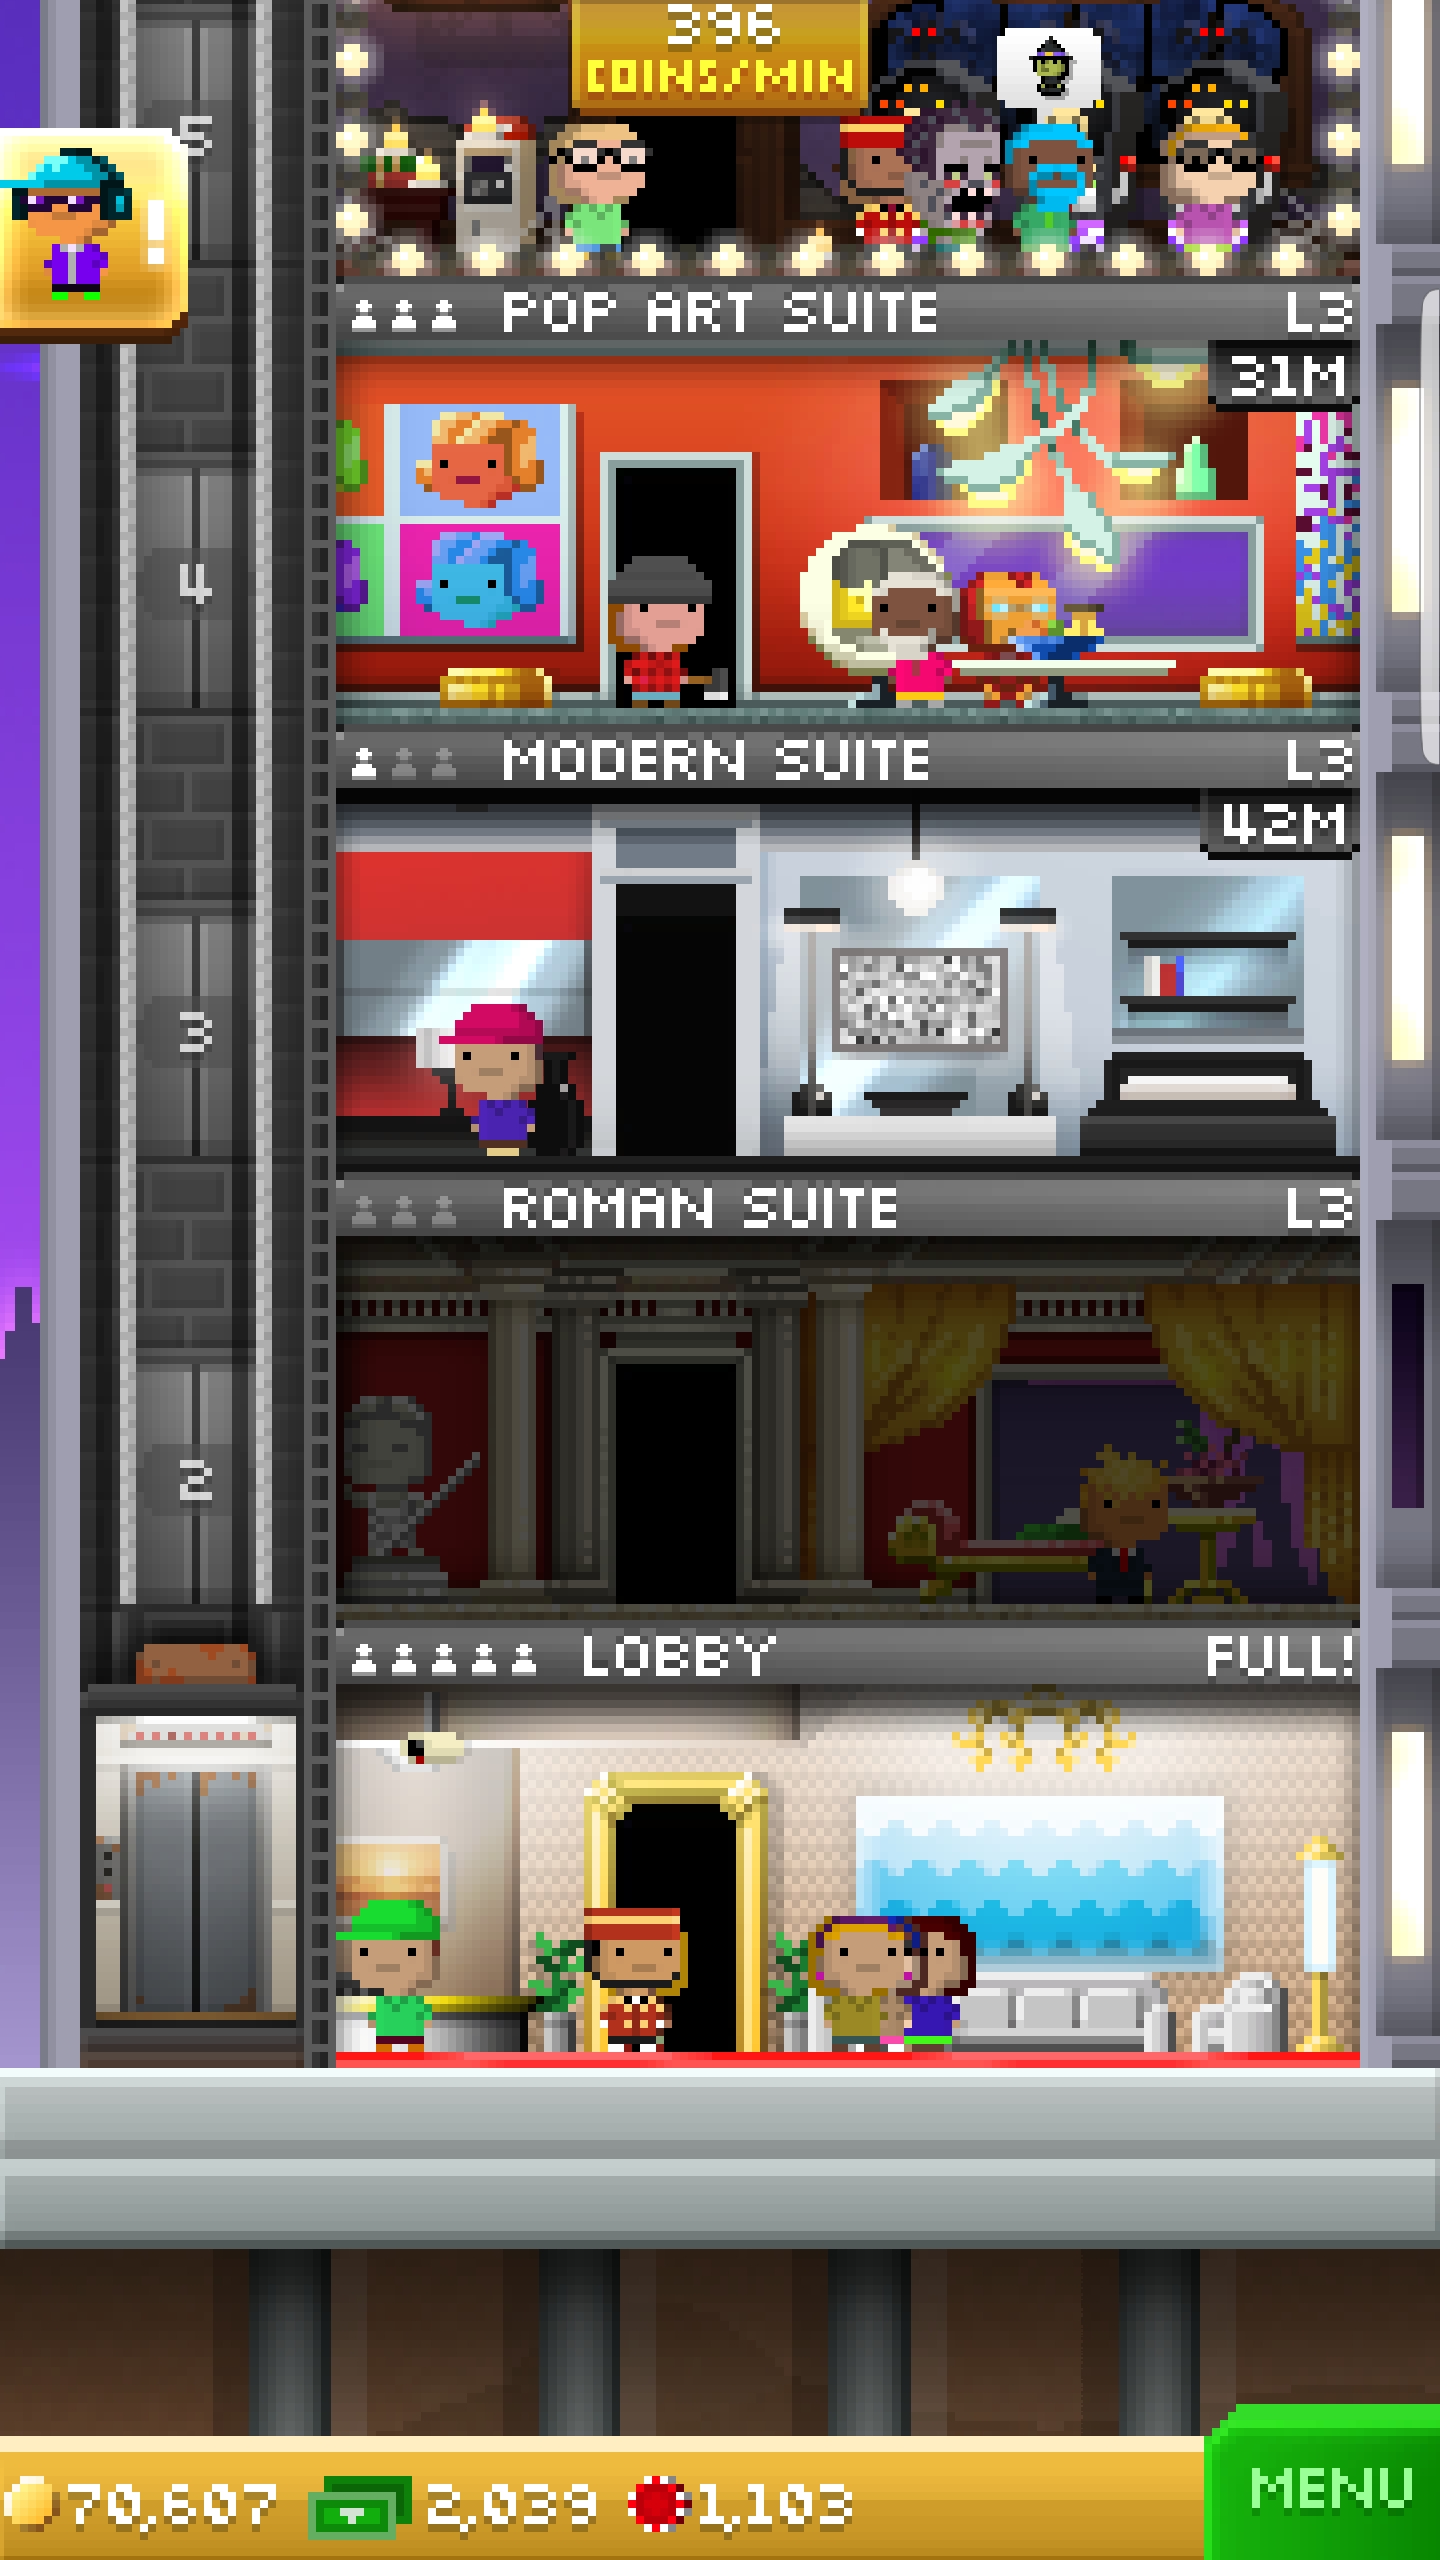 396
COINS/MIN
5
!
POP ART SUITE L3
31M
4
MODERN SUITE L3
42M
3
ROMAN SUITE L3
2
LOBBY FULL!
70,607 2,039 1,103
MENU